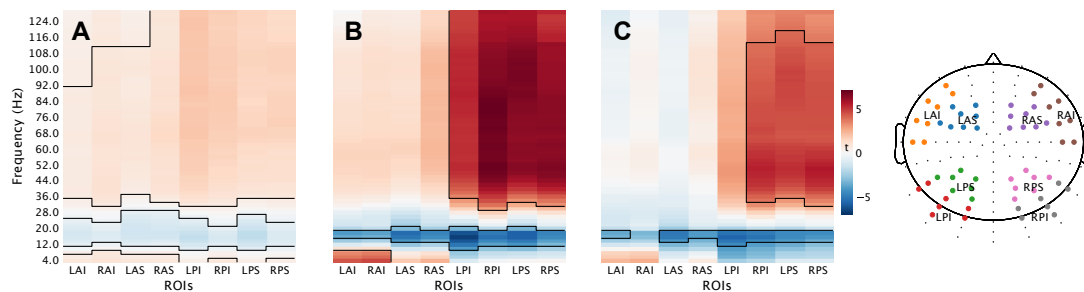 A
B
C
Frequency (Hz)
124.0
116.0
108.0
100.0
92.0
84.0
76.0
68.0
60.0
52.0
44.0
36.0
28.0
20.0
12.0
4.0
LAI RAI LAS RAS LPI RPI LPS RPS
ROIs
LAI RAI LAS RAS LPI RPI LPS RPS
ROIs
LAI RAI LAS RAS LPI RPI LPS RPS
ROIs
5
t
0
−5
LAI LAS RAS RAI
LPS RPS
LPI RPI